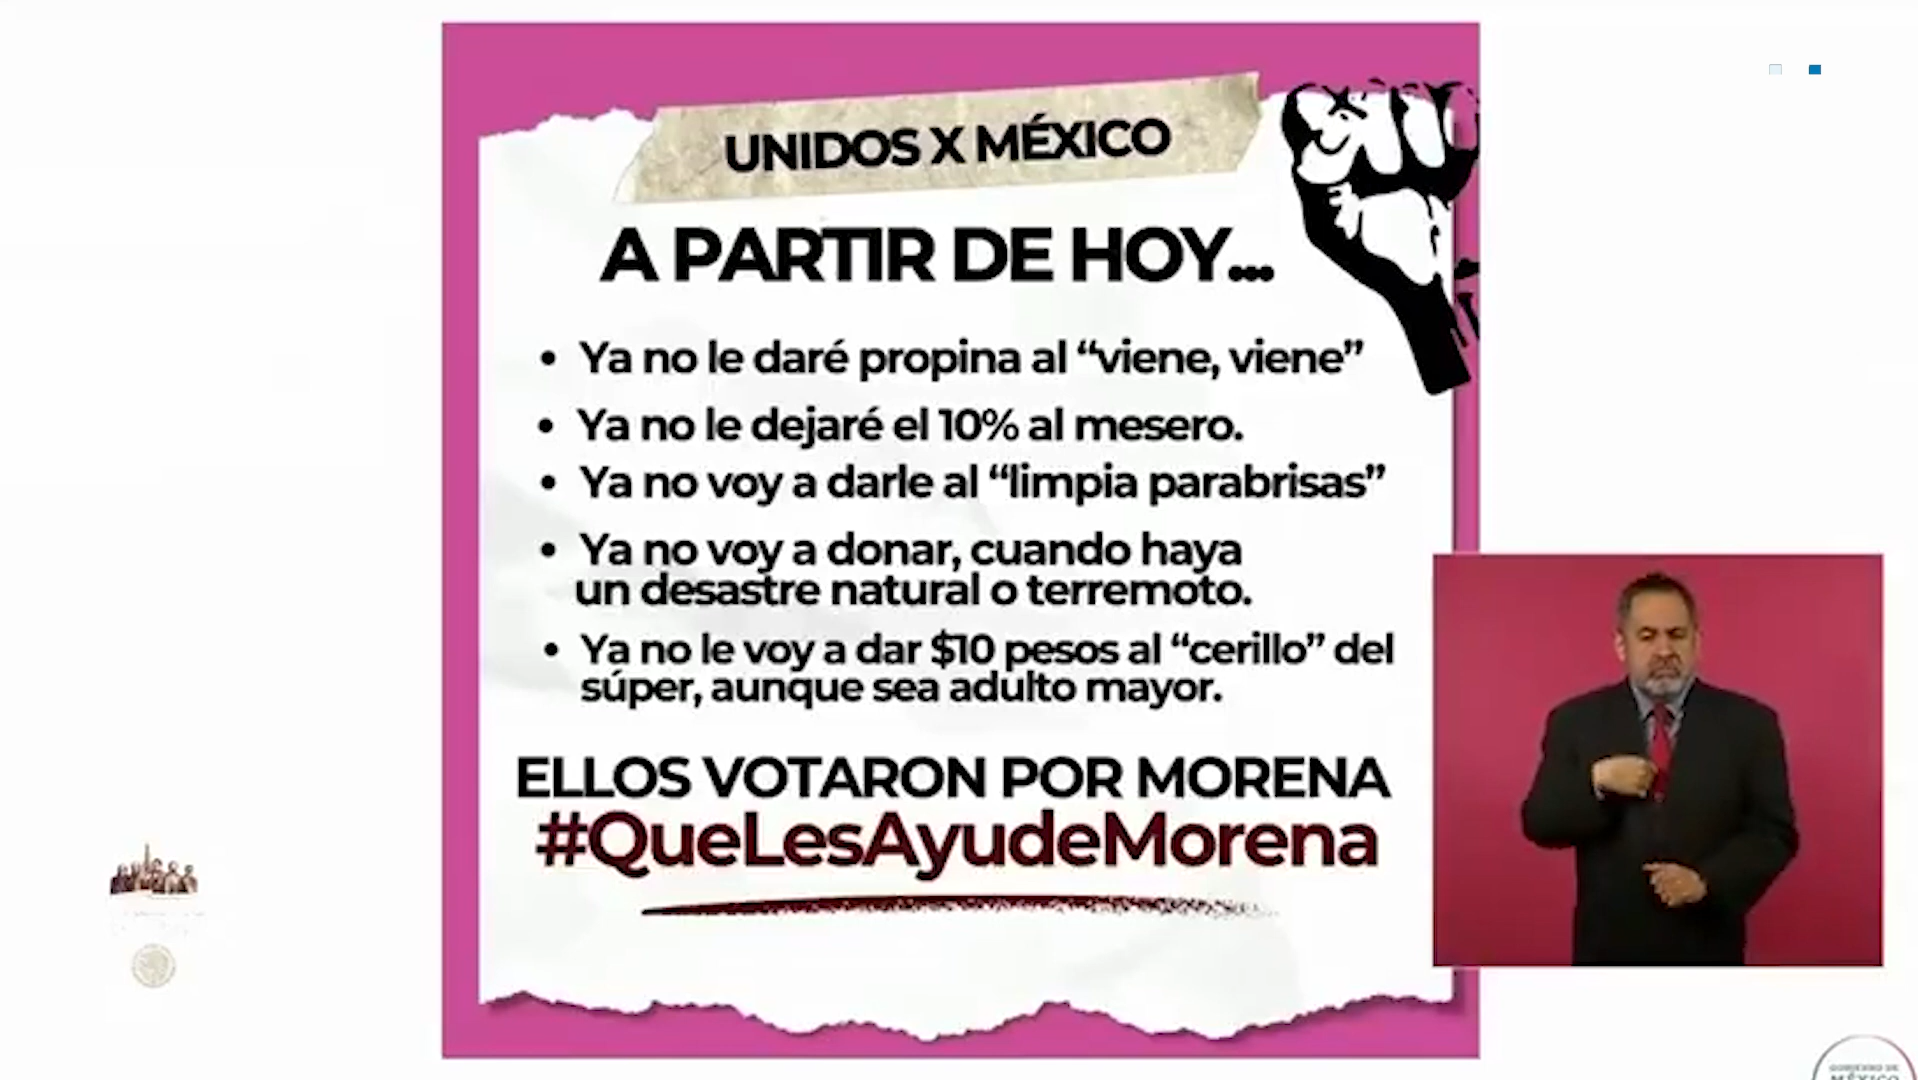 UNIDOS X MÉXICO
A PARTIR DE HOY...
• Ya no le daré propina al “viene, viene”
• Ya no le dejaré el 10% al mesero.
• Ya no voy a darle al “limpia parabrisas”
• Ya no voy a donar, cuando haya
un desastre natural o terremoto.
• Ya no le voy a dar $10 pesos al “cerillo” del
súper, aunque sea adulto mayor.
ELLOS VOTARON POR MORENA
#QueLesAyudeMorena
GOBIERNO DE
MÉXICO